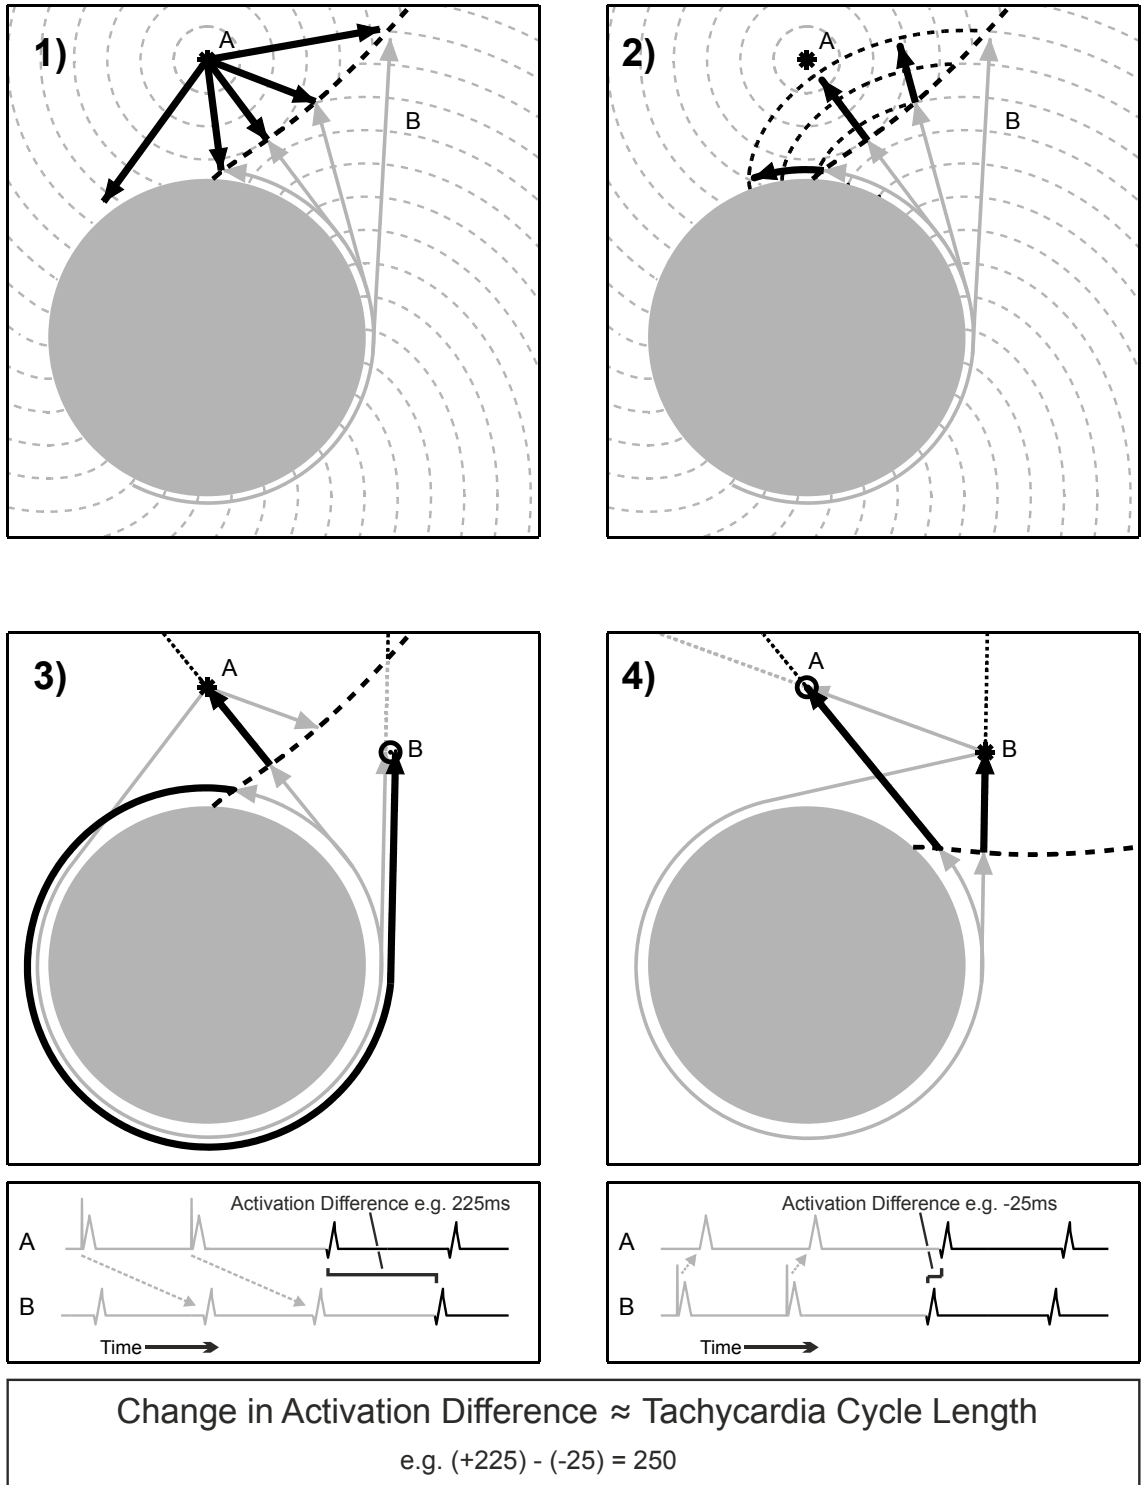 1)
A
B
2)
A
B
3)
A
B
4)
A
B
Activation Difference e.g. 225ms
A
B
Time
Activation Difference e.g. -25ms
A
B
Time
Change in Activation Difference ≈ Tachycardia Cycle Length
e.g. (+225) - (-25) = 250